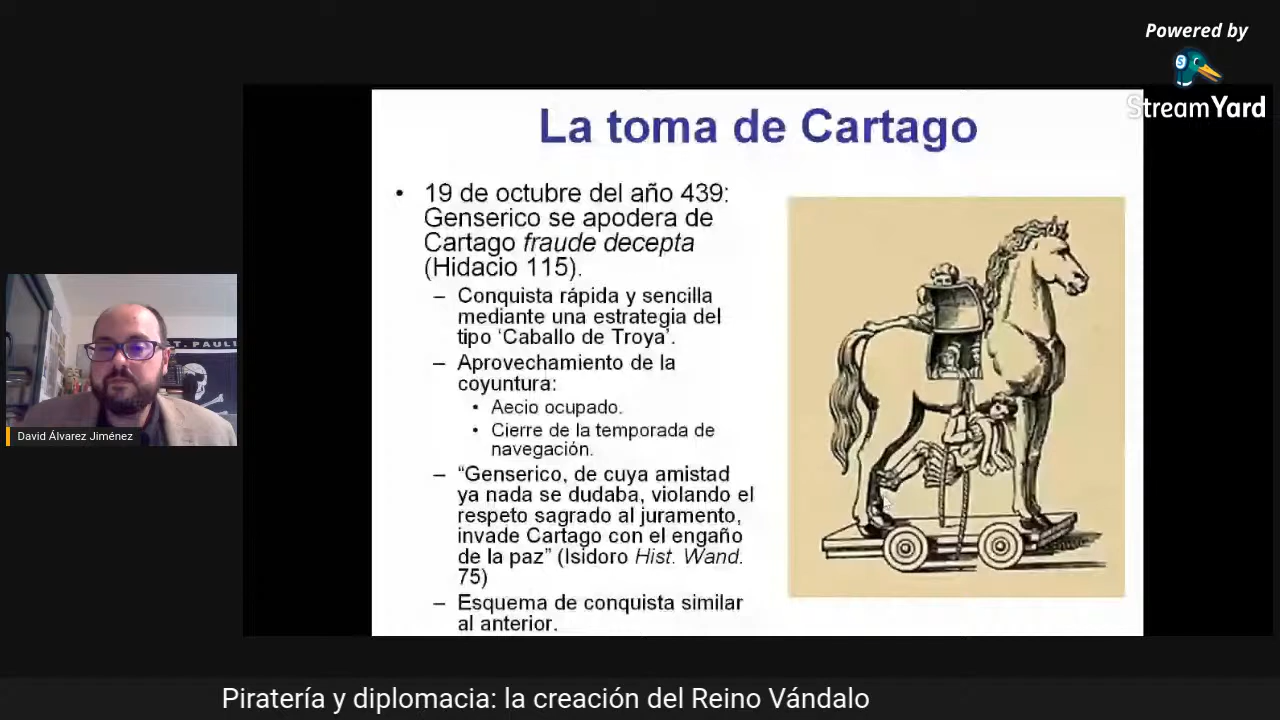 Powered by
StreamYard
La toma de Cartago
• 19 de octubre del año 439:
Genserico se apodera de
Cartago fraude decepta
(Hidacio 115).
– Conquista rápida y sencilla
mediante una estrategia del
tipo ‘Caballo de Troya’.
– Aprovechamiento de la
coyuntura:
• Aecio ocupado.
• Cierre de la temporada de
navegación.
– “Genserico, de cuya amistad
ya nada se dudaba, violando el
respeto sagrado al juramento,
invade Cartago con el engaño
de la paz” (Isidoro Hist. Wand.
75)
– Esquema de conquista similar
al anterior.
T. PAULI
David Álvarez Jiménez
Piratería y diplomacia: la creación del Reino Vándalo